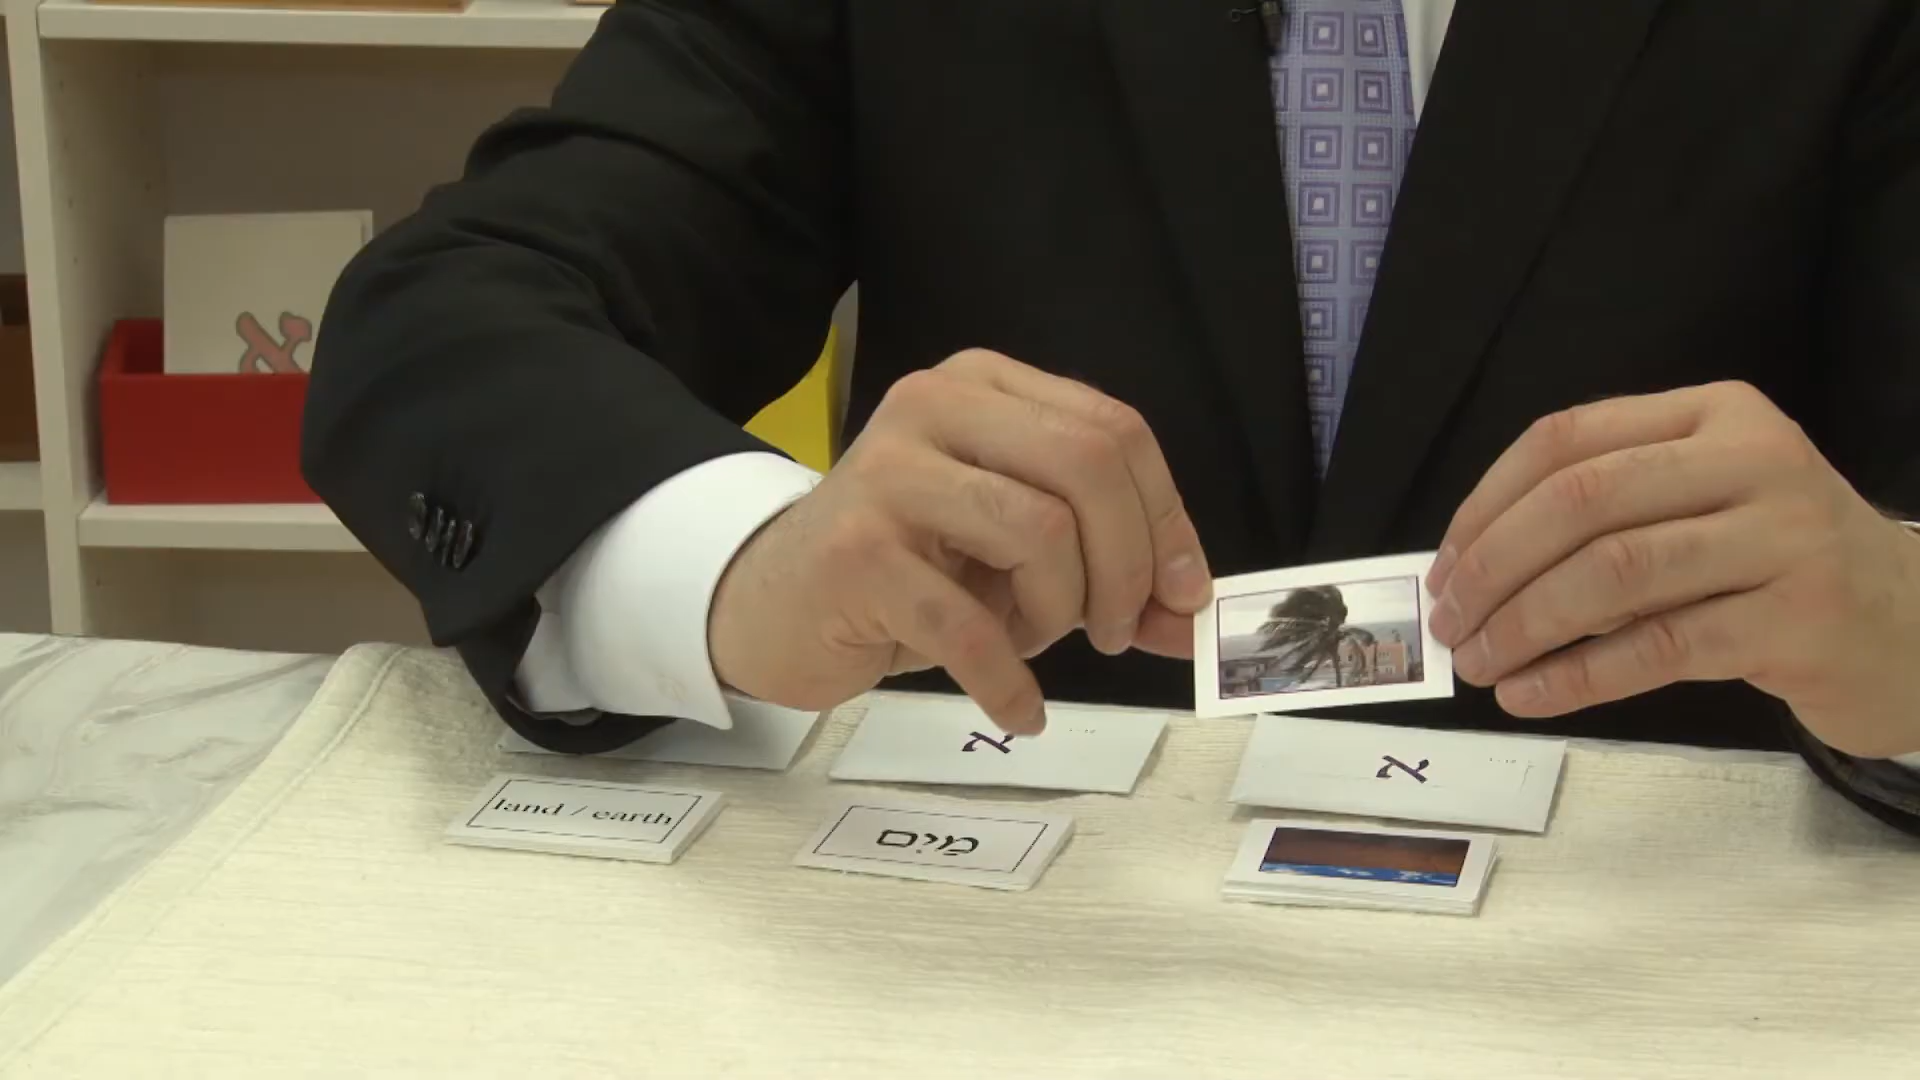 א
א
א
land / earth
מַיִם